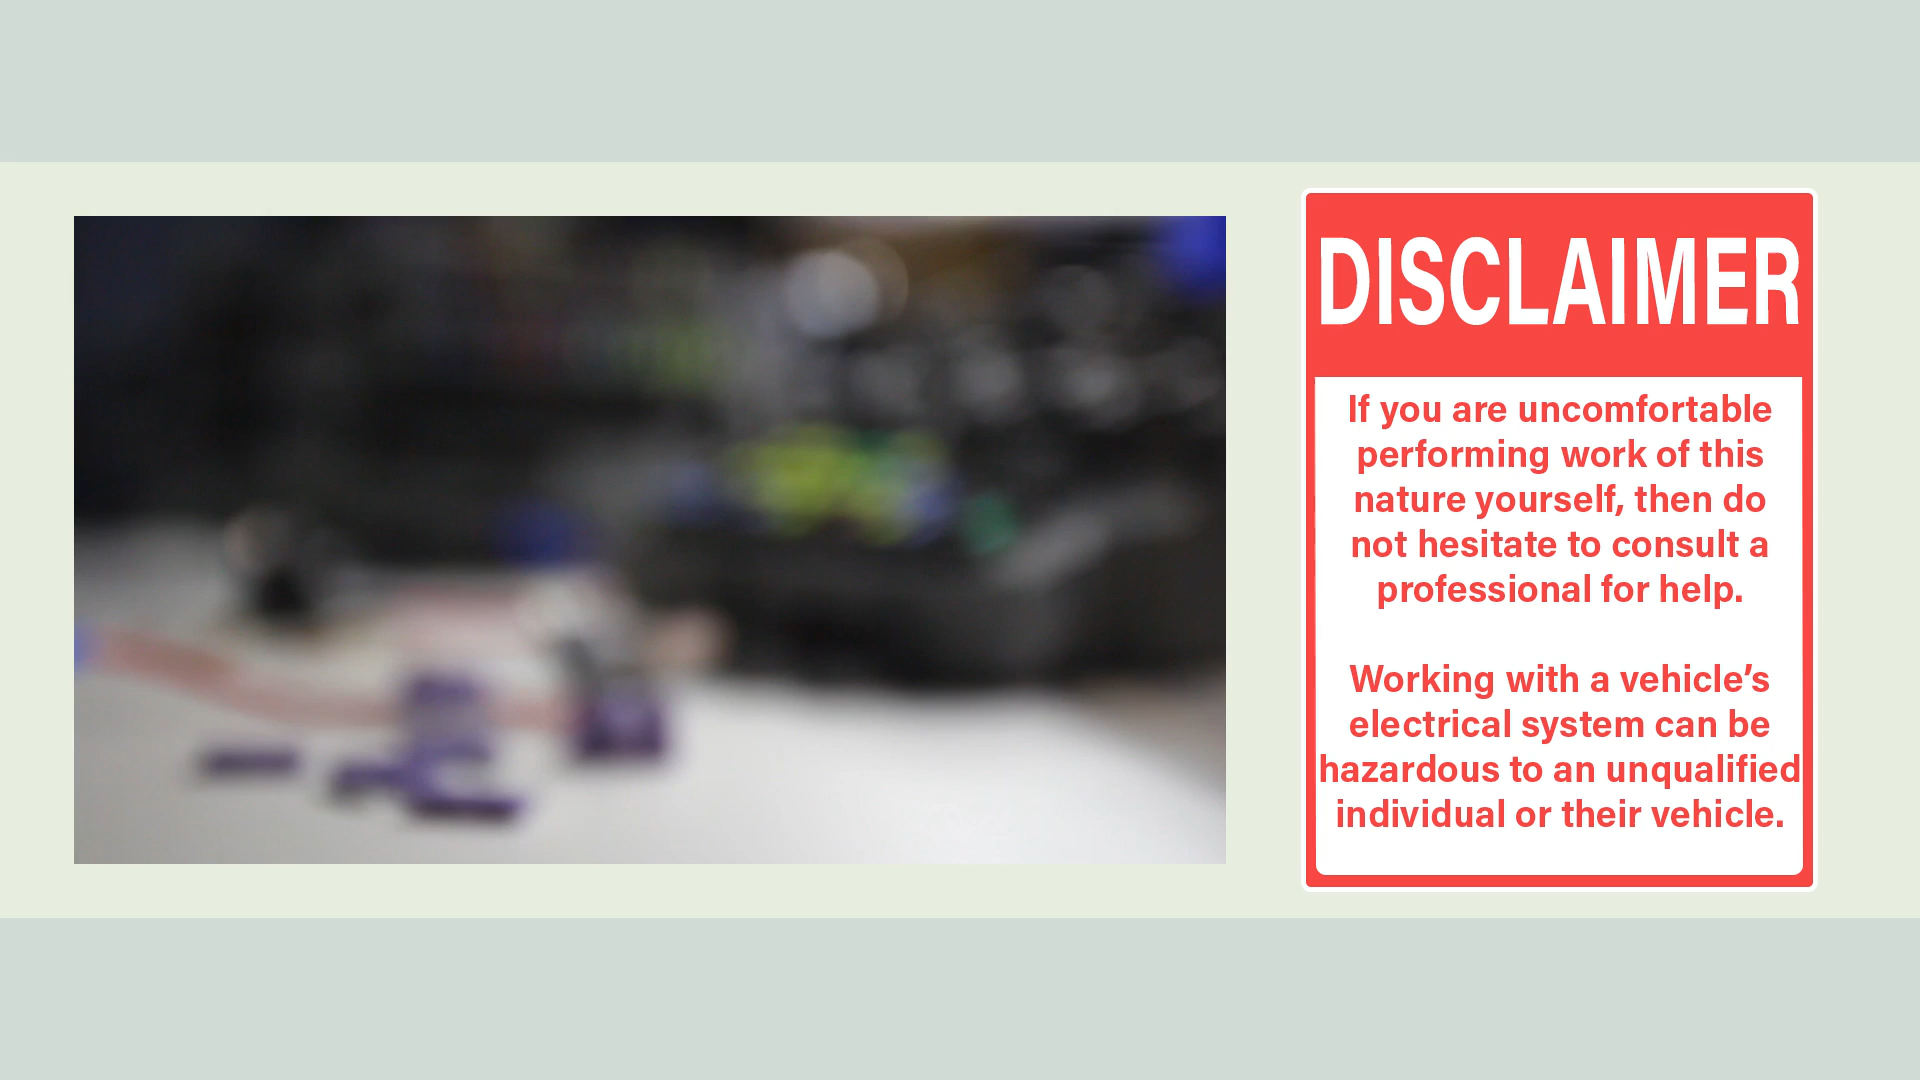 DISCLAIMER
If you are uncomfortable
performing work of this
nature yourself, then do
not hesitate to consult a
professional for help.
Working with a vehicle’s
electrical system can be
hazardous to an unqualified
individual or their vehicle.